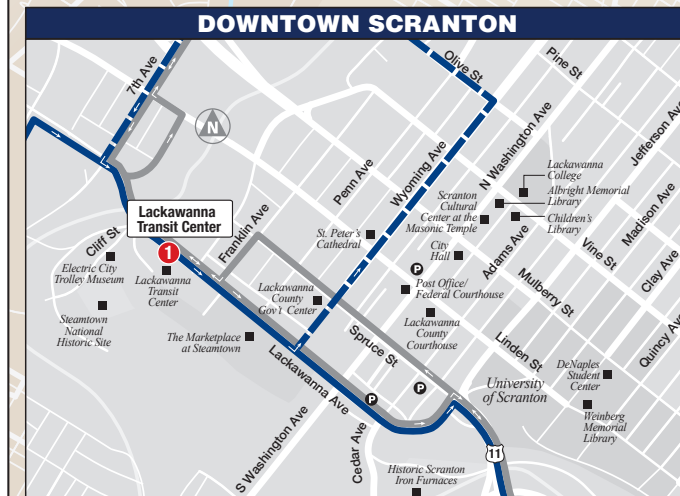 DOWNTOWN SCRANTON
7th Ave
Olive St
Pine St
N
Penn Ave
Wyoming Ave
N Washington Ave
Jefferson Ave
Lackawanna
College
Albright Memorial
Library
Children's
Library
Scranton
Cultural
Center at the
Masonic Temple
Madison Ave
Lackawanna
Transit Center
1
Franklin Ave
St. Peter's
Cathedral
City
Hall
Adams Ave
Vine St
Clay Ave
Cliff St
Electric City
Trolley Museum
Lackawanna
Transit
Center
P
Post Office/
Federal Courthouse
Mulberry St
Lackawanna
County
Gov't Center
Steamtown
National
Historic Site
Lackawanna
County
Courthouse
Quincy Ave
The Marketplace
at Steamtown
Spruce St
Linden St
DeNaples
Student
Center
Lackawanna Ave
P
P
University
of Scranton
Weinberg
Memorial
Library
S Washington Ave
Cedar Ave
11
Historic Scranton
Iron Furnaces